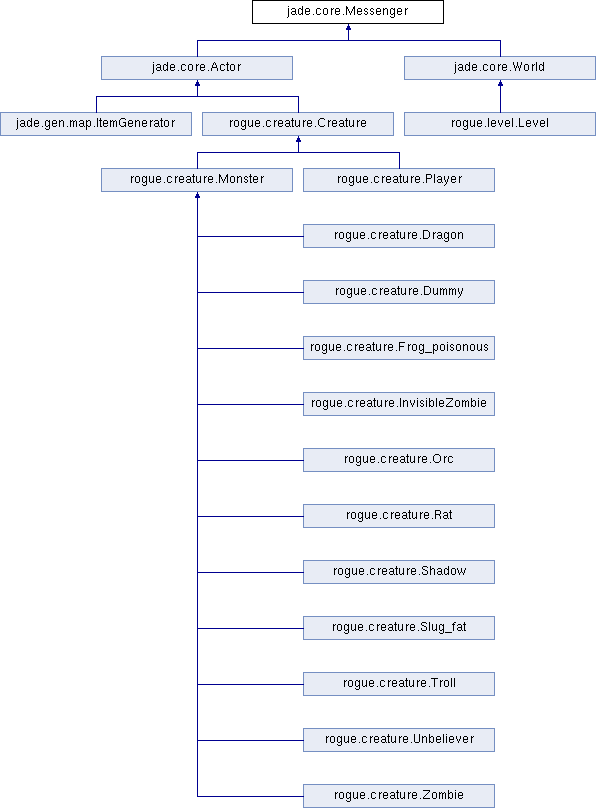 jade.core.Messenger
jade.core.Actor
jade.core.World
jade.gen.map.ItemGenerator
rogue.creature.Creature
rogue.level.Level
rogue.creature.Monster
rogue.creature.Player
rogue.creature.Dragon
rogue.creature.Dummy
rogue.creature.Frog_poisonous
rogue.creature.InvisibleZombie
rogue.creature.Orc
rogue.creature.Rat
rogue.creature.Shadow
rogue.creature.Slug_fat
rogue.creature.Troll
rogue.creature.Unbeliever
rogue.creature.Zombie